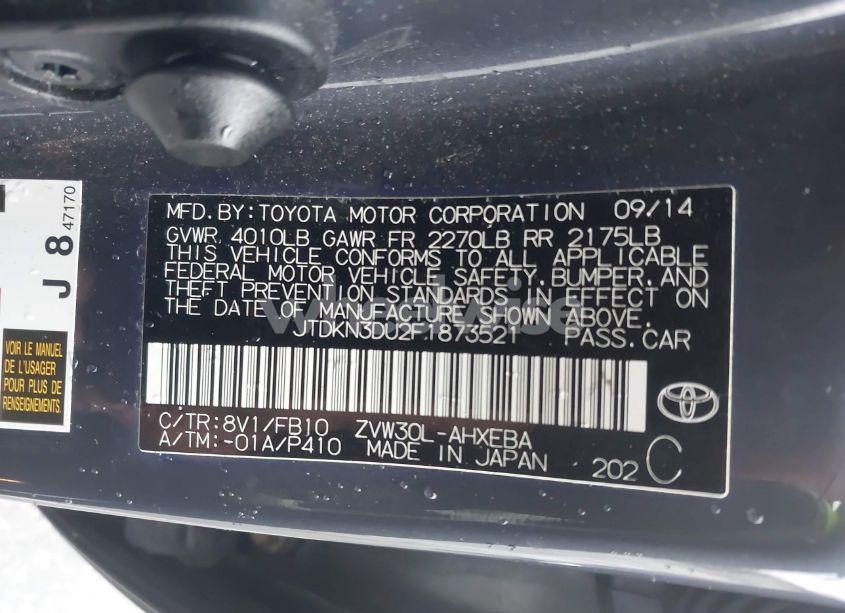 J 8 47170
VOIR LE MANUEL
DE L'USAGER
POUR PLUS DE
RENSEIGNEMENTS.
MFD.BY:TOYOTA MOTOR CORPORATION 09/14
GVWR 4010LB GAWR FR 2270LB RR 2175LB
THIS VEHICLE CONFORMS TO ALL APPLICABLE
FEDERAL MOTOR VEHICLE SAFETY,BUMPER,AND
THEFT PREVENTION STANDARDS IN EFFECT ON
THE DATE OF MANUFACTURE SHOWN ABOVE.
JTDKN3DU2F1873521 PASS.CAR
C/TR:8V1/FB10 ZVW30L-AHXEBA
A/TM:-01A/P410 MADE IN JAPAN
202 C